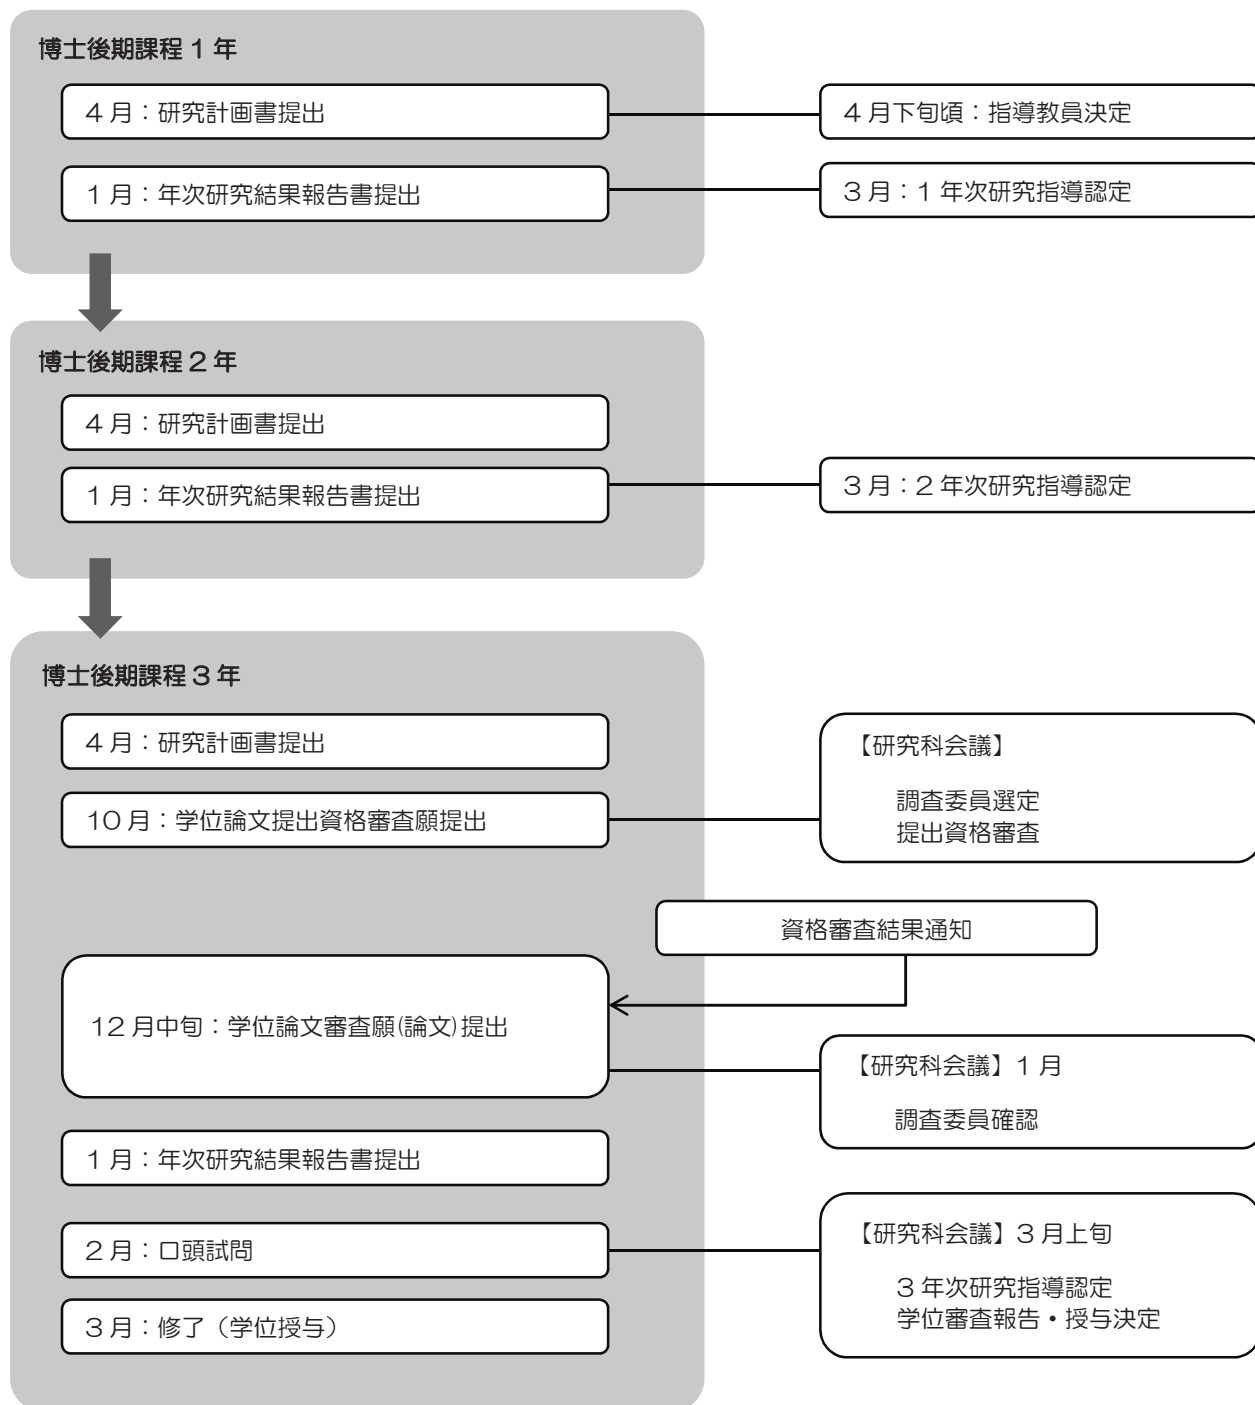 博士後期課程1年
4月：研究計画書提出
4月下旬頃：指導教員決定
1月：年次研究結果報告書提出
3月：1年次研究指導認定
博士後期課程2年
4月：研究計画書提出
1月：年次研究結果報告書提出
3月：2年次研究指導認定
博士後期課程3年
4月：研究計画書提出
10月：学位論文提出資格審査願提出
【研究科会議】
調査委員選定
提出資格審査
資格審査結果通知
12月中旬：学位論文審査願(論文)提出
【研究科会議】1月
調査委員確認
1月：年次研究結果報告書提出
2月：口頭試問
【研究科会議】3月上旬
3年次研究指導認定
学位審査報告・授与決定
3月：修了（学位授与）